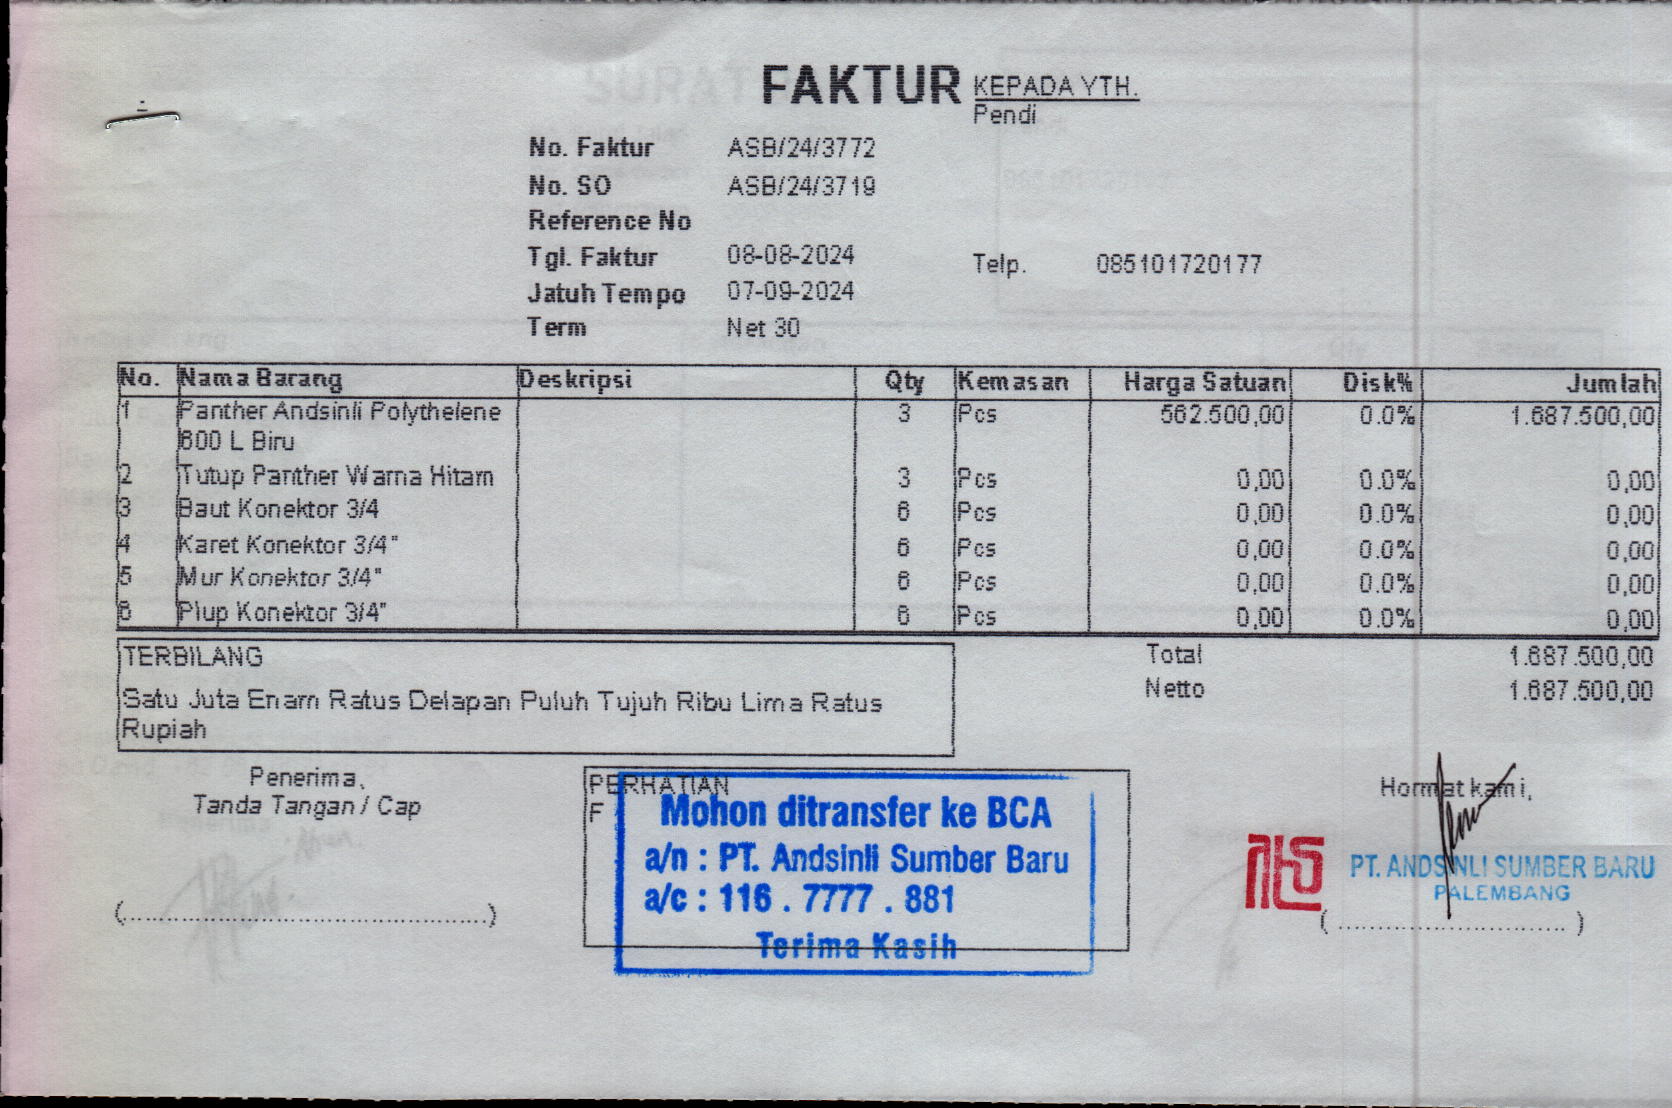 FAKTUR
KEPADA YTH.
Pendi
No. Faktur ASB/24/3772
No. SO ASB/24/3719
Reference No
Tgl. Faktur 08-08-2024
Telp. 085101720177
Jatuh Tempo 07-09-2024
Term Net 30
No. Nama Barang Deskripsi Qty Kemasan Harga Satuan Disk% Jumlah
1 Panther Andsinli Polythelene 3 Pcs 562.500,00 0.0% 1.687.500,00
600 L Biru
2 Tutup Panther Warna Hitam 3 Pcs 0,00 0.0% 0,00
3 Baut Konektor 3/4 6 Pcs 0,00 0.0% 0,00
4 Karet Konektor 3/4" 6 Pcs 0,00 0.0% 0,00
5 Mur Konektor 3/4" 6 Pcs 0,00 0.0% 0,00
6 Plup Konektor 3/4" 6 Pcs 0,00 0.0% 0,00
TERBILANG
Satu Juta Enam Ratus Delapan Puluh Tujuh Ribu Lima Ratus
Rupiah
Total 1.687.500,00
Netto 1.687.500,00
Penerima,
Tanda Tangan / Cap
PERHATIAN
F
Mohon ditransfer ke BCA
a/n : PT. Andsinli Sumber Baru
a/c : 116 . 7777 . 881
Terima Kasih
Hormat kami,
PT. ANDSINLI SUMBER BARU
PALEMBANG